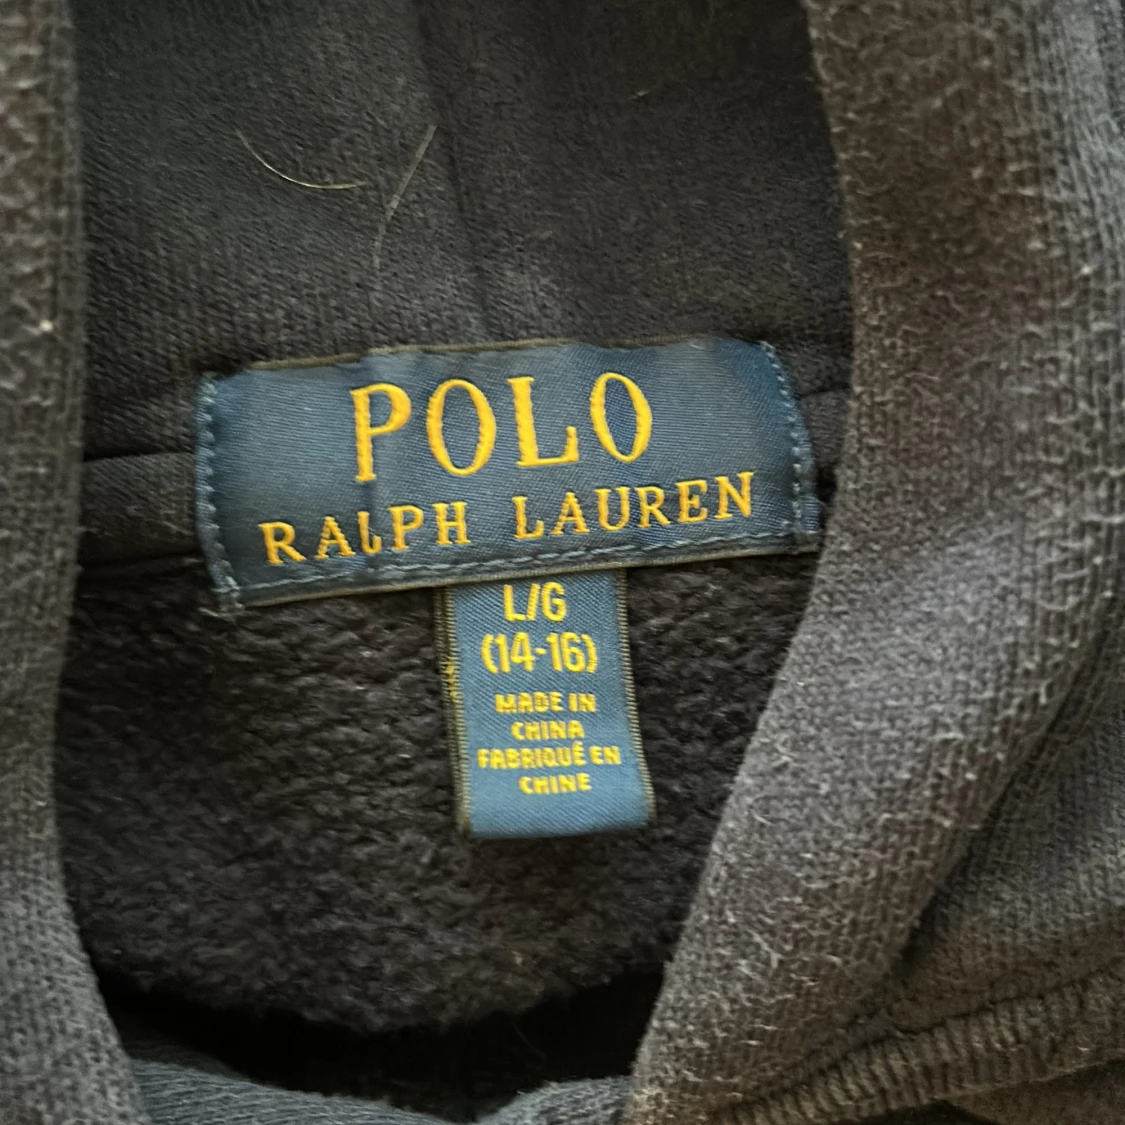 POLO
RALPH LAUREN
L/G
(14-16)
MADE IN
CHINA
FABRIQUÉ EN
CHINE